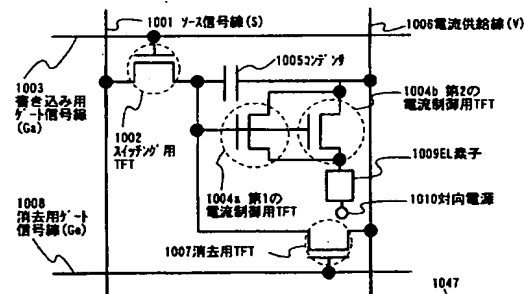 1001 ソース信号線(S)
1006電流供給線(V)
1005コンデンサ
1003
書き込み用
ゲート信号線
(Ga)
1002
スイッチング用
TFT
1004b 第2の
電流制御用TFT
1009EL素子
1004a 第1の
電流制御用TFT
1010対向電源
1008
消去用ゲート
信号線(Ge)
1007消去用TFT
1047